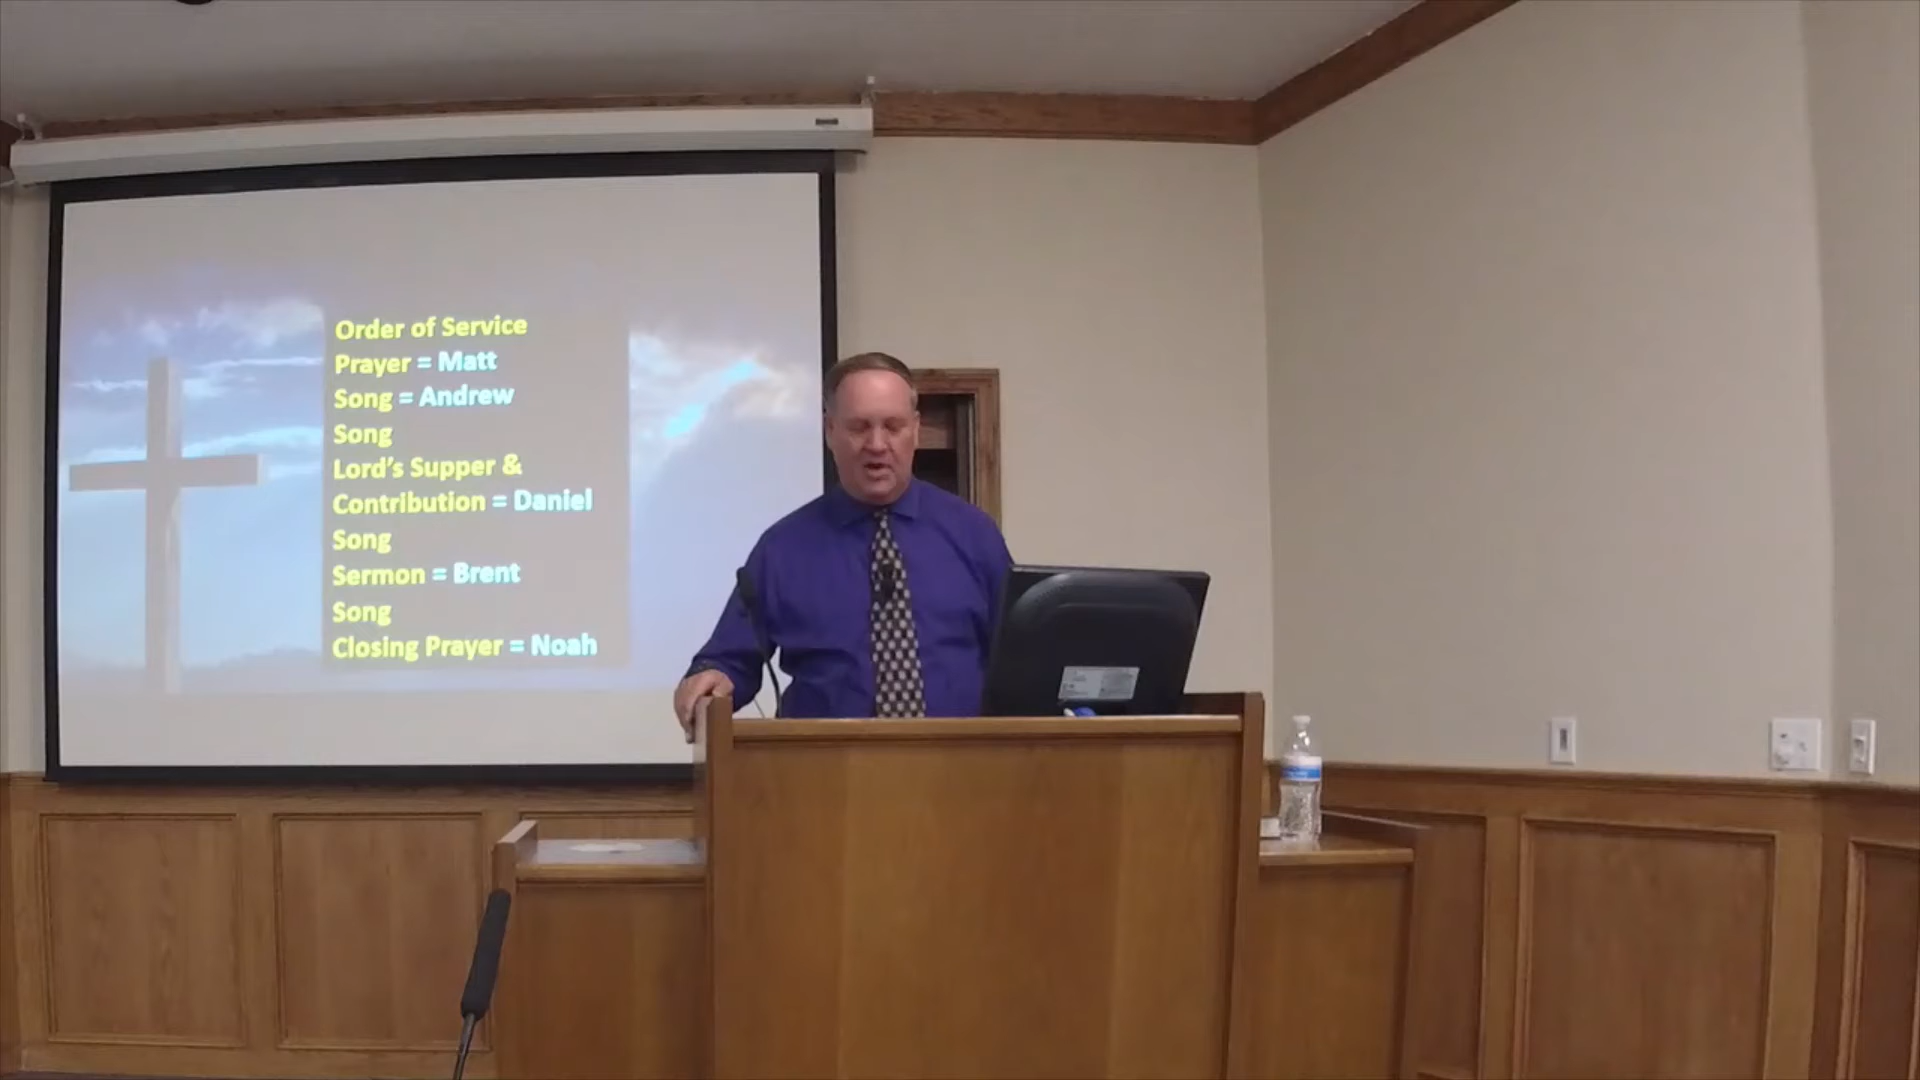 Order of Service
Prayer = Matt
Song = Andrew
Song
Lord's Supper &
Contribution = Daniel
Song
Sermon = Brent
Song
Closing Prayer = Noah